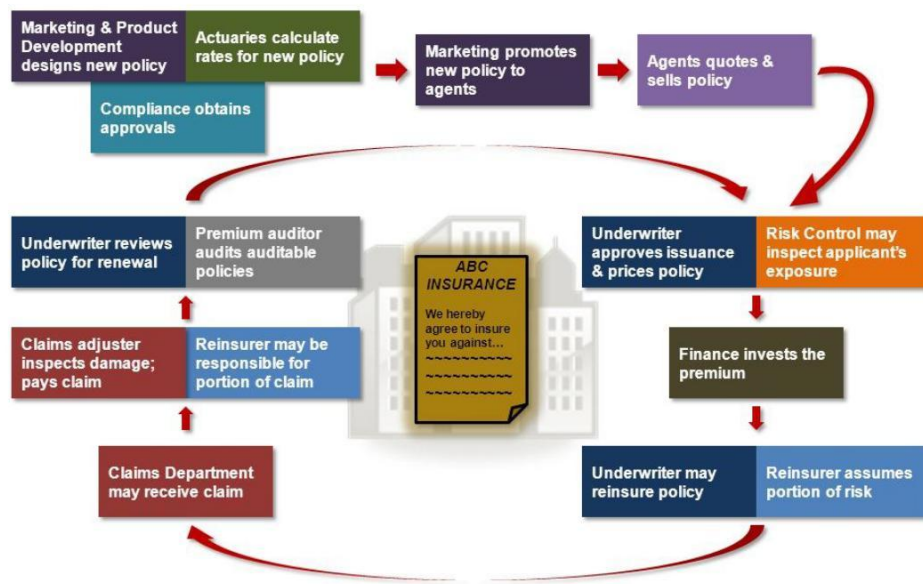 Marketing & Product
Development
designs new policy
Actuaries calculate
rates for new policy
Compliance obtains
approvals
Marketing promotes
new policy to
agents
Agents quotes &
sells policy
Underwriter reviews
policy for renewal
Premium auditor
audits auditable
policies
Underwriter
approves issuance
& prices policy
Risk Control may
inspect applicant's
exposure
ABC
INSURANCE
We hereby
agree to insure
you against...
~~~~~~~~~~
~~~~~~~~~~
~~~~~~~~~~
Claims adjuster
inspects damage;
pays claim
Reinsurer may be
responsible for
portion of claim
Finance invests the
premium
Claims Department
may receive claim
Underwriter may
reinsure policy
Reinsurer assumes
portion of risk